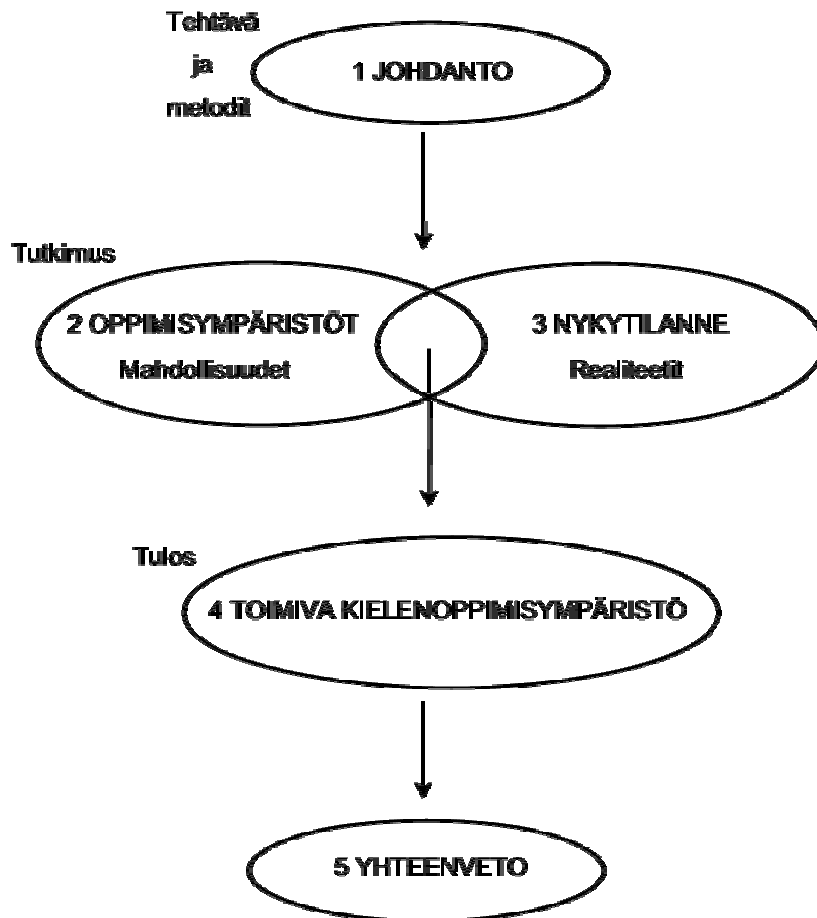 Tehtävä
ja
metodit
1 JOHDANTO
Tutkimus
2 OPPIMISYMPÄRISTÖT
Mahdollisuudet
3 NYKYTILANNE
Realiteetit
Tulos
4 TOIMIVA KIELENOPPIMISYMPÄRISTÖ
5 YHTEENVETO